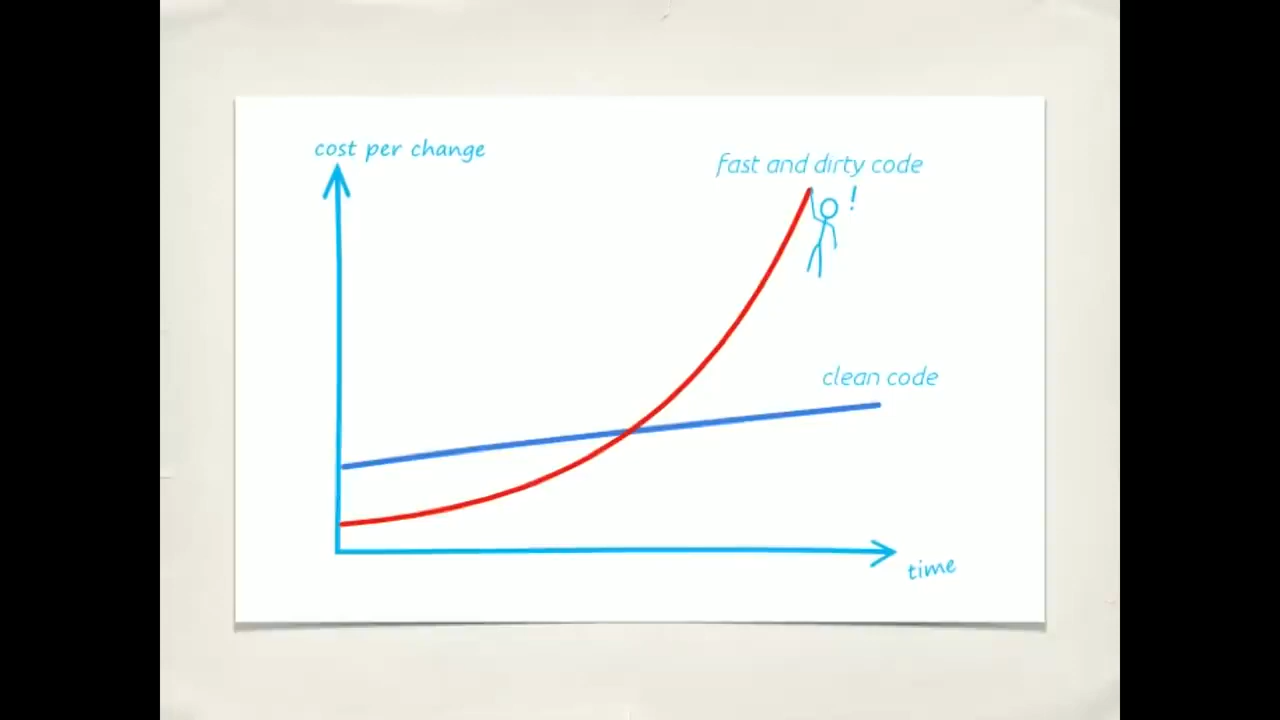 cost per change
fast and dirty code
!
clean code
time